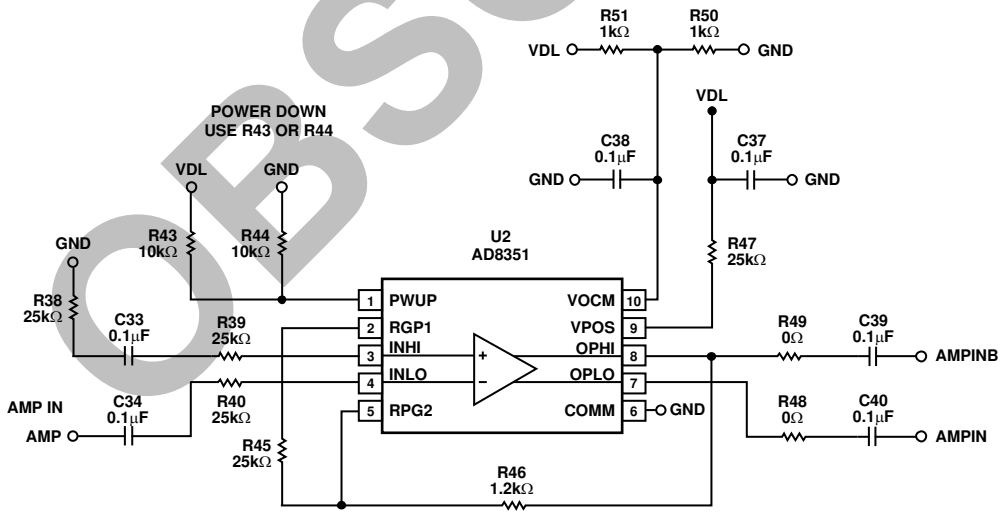 R51
1kΩ
R50
1kΩ
VDL
GND
VDL
POWER DOWN
USE R43 OR R44
C38
0.1μF
C37
0.1μF
VDL
GND
GND
GND
GND
R43
10kΩ
R44
10kΩ
U2
AD8351
R47
25kΩ
R38
25kΩ
C33
0.1μF
R39
25kΩ
1 PWUP
VOCM 10
2 RGP1
VPOS 9
3 INHI
OPHI 8
4 INLO
OPLO 7
5 RPG2
COMM 6
GND
+
−
R49
0Ω
C39
0.1μF
AMPINB
AMP IN
AMP
C34
0.1μF
R40
25kΩ
R48
0Ω
C40
0.1μF
AMPIN
R45
25kΩ
R46
1.2kΩ